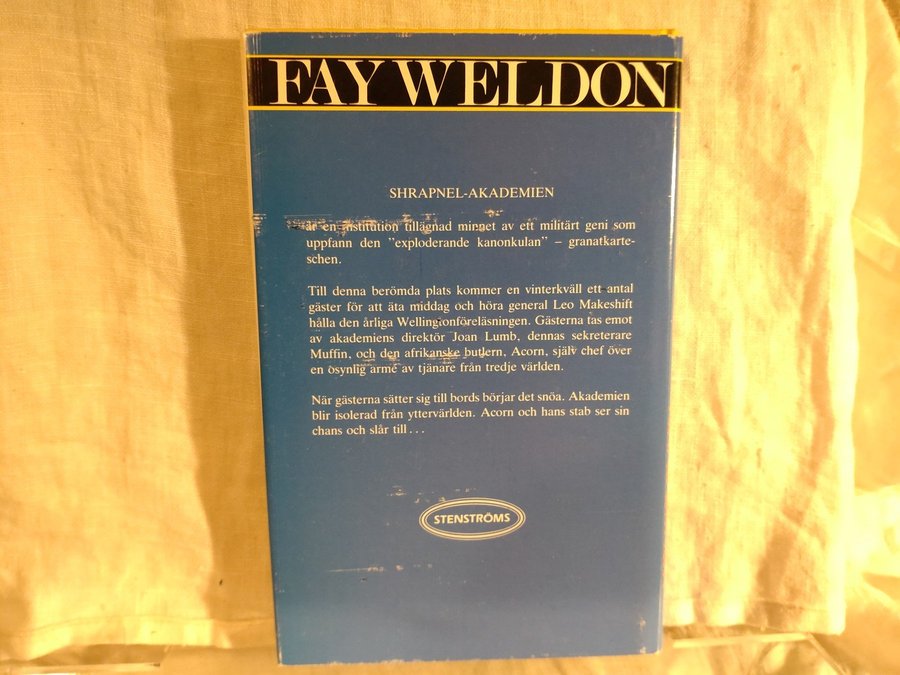 FAY WELDON
SHRAPNEL-AKADEMIEN
är en institution tillägnad minnet av ett militärt geni som
uppfann den ”exploderande kanonkulan” – granatkarte-
schen.
Till denna berömda plats kommer en vinterkväll ett antal
gäster för att äta middag och höra general Leo Makeshift
hålla den årliga Wellingtonföreläsningen. Gästerna tas emot
av akademiens direktör Joan Lumb, dennas sekreterare
Muffin, och den afrikanske butlern, Acorn, själv chef över
en osynlig armé av tjänare från tredje världen.
När gästerna sätter sig till bords börjar det snöa. Akademien
blir isolerad från yttervärlden. Acorn och hans stab ser sin
chans och slår till...
STENSTRÖMS